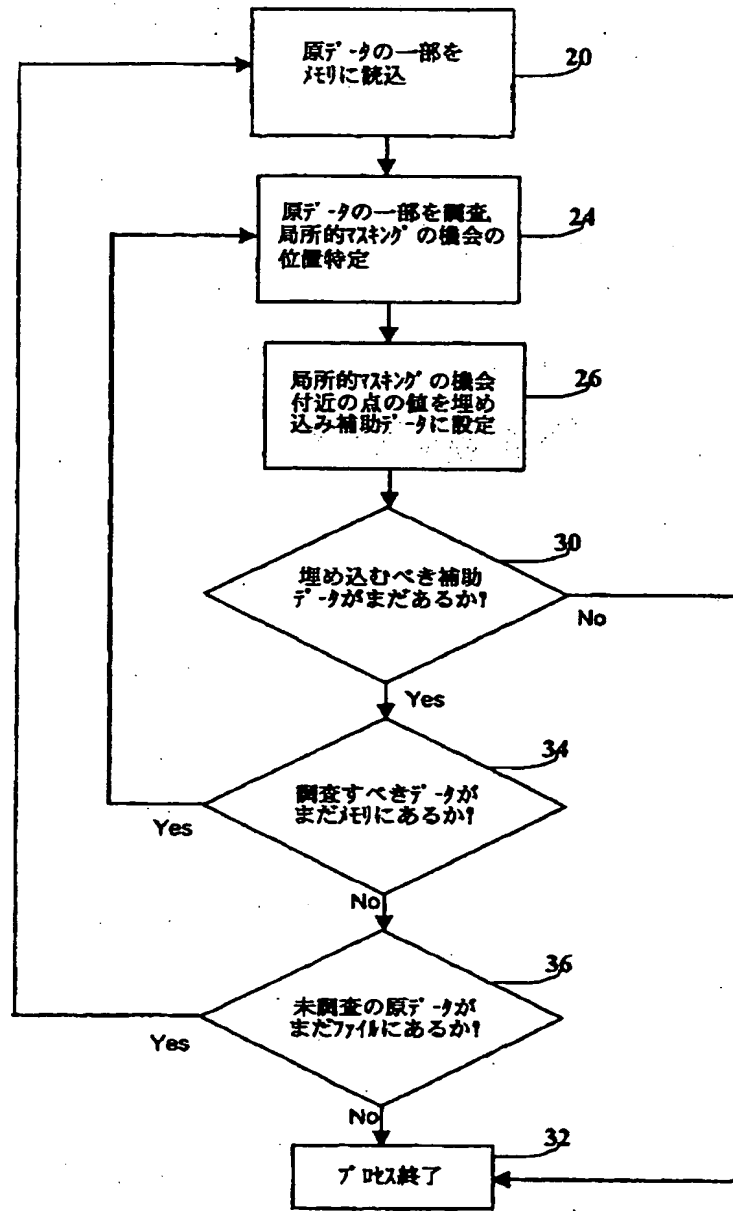 原データの一部を
メモリに読込
20
原データの一部を調査,
局所的マスキングの機会の
位置特定
24
局所的マスキングの機会
付近の点の値を埋め
込み補助データに設定
26
30
埋め込むべき補助
データがまだあるか?
No
Yes
34
調査すべきデータが
まだメモリにあるか?
Yes
No
36
未調査の原データが
まだファイルにあるか?
Yes
No
32
プロセス終了